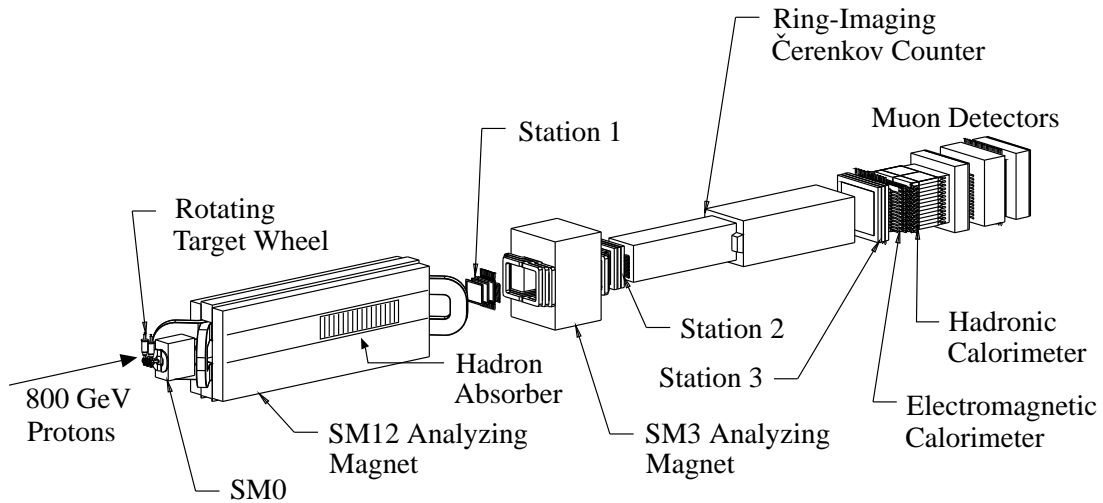 Ring-Imaging
Čerenkov Counter
Station 1
Muon Detectors
Rotating
Target Wheel
Station 2
Hadronic
Calorimeter
Hadron
Absorber
Station 3
800 GeV
Protons
Electromagnetic
Calorimeter
SM12 Analyzing
Magnet
SM3 Analyzing
Magnet
SM0